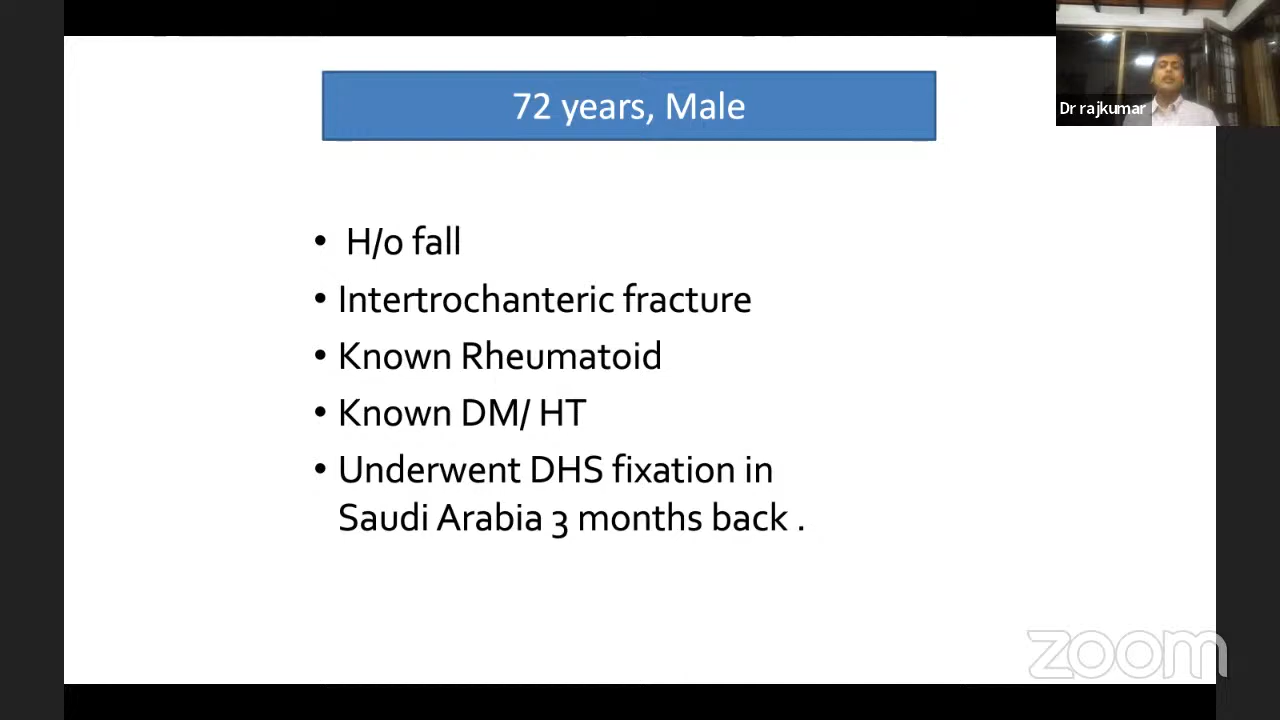 72 years, Male
Dr rajkumar
• H/o fall
• Intertrochanteric fracture
• Known Rheumatoid
• Known DM/ HT
• Underwent DHS fixation in
Saudi Arabia 3 months back .
zoom